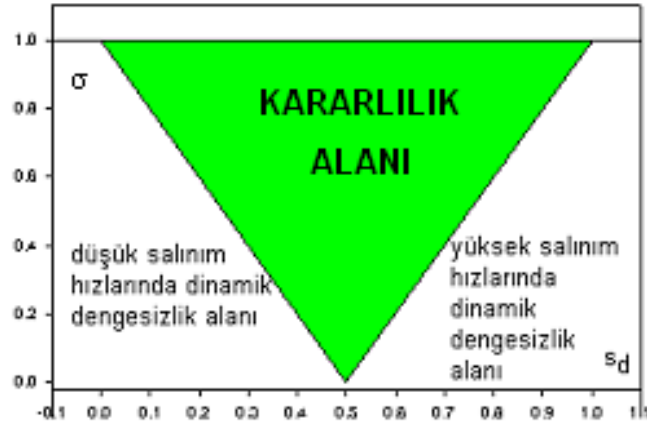 1.0
σ
KARARLILIK
0.8
ALANI
0.6
0.4
düşük salınım
hızlarında dinamik
dengesizlik alanı
yüksek salınım
hızlarında
dinamik
dengesizlik
alanı
0.2
sd
0.0
-0.1 0.0 0.1 0.2 0.3 0.4 0.5 0.6 0.7 0.8 0.9 1.0 1.1